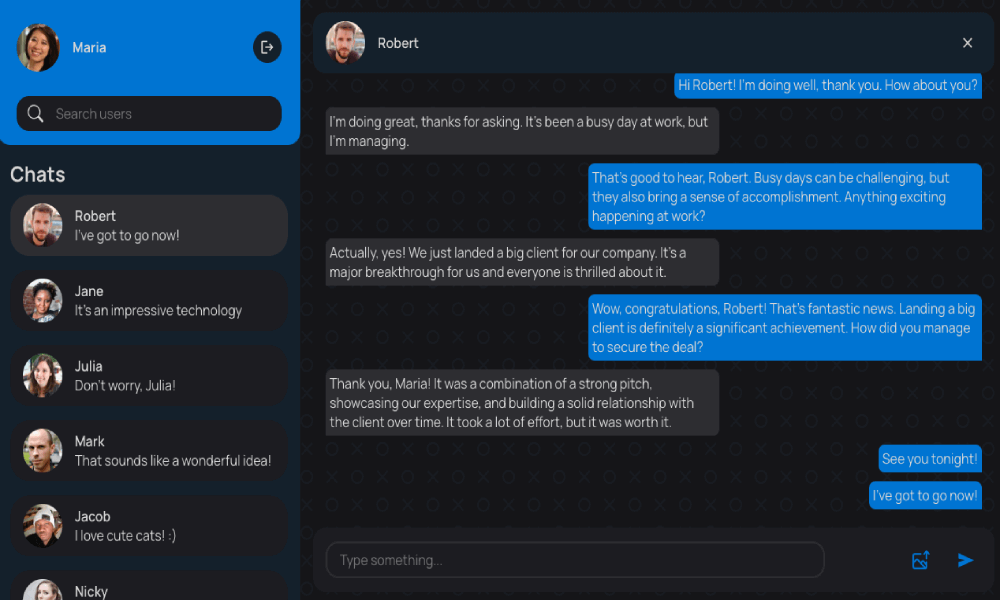 Maria
Search users
Chats
Robert
I've got to go now!
Jane
It's an impressive technology
Julia
Don't worry, Julia!
Mark
That sounds like a wonderful idea!
Jacob
I love cute cats! :)
Nicky
Robert
Hi Robert! I'm doing well, thank you. How about you?
I'm doing great, thanks for asking. It's been a busy day at work, but
I'm managing.
That's good to hear, Robert. Busy days can be challenging, but
they also bring a sense of accomplishment. Anything exciting
happening at work?
Actually, yes! We just landed a big client for our company. It's a
major breakthrough for us and everyone is thrilled about it.
Wow, congratulations, Robert! That's fantastic news. Landing a big
client is definitely a significant achievement. How did you manage
to secure the deal?
Thank you, Maria! It was a combination of a strong pitch,
showcasing our expertise, and building a solid relationship with
the client over time. It took a lot of effort, but it was worth it.
See you tonight!
I've got to go now!
Type something...